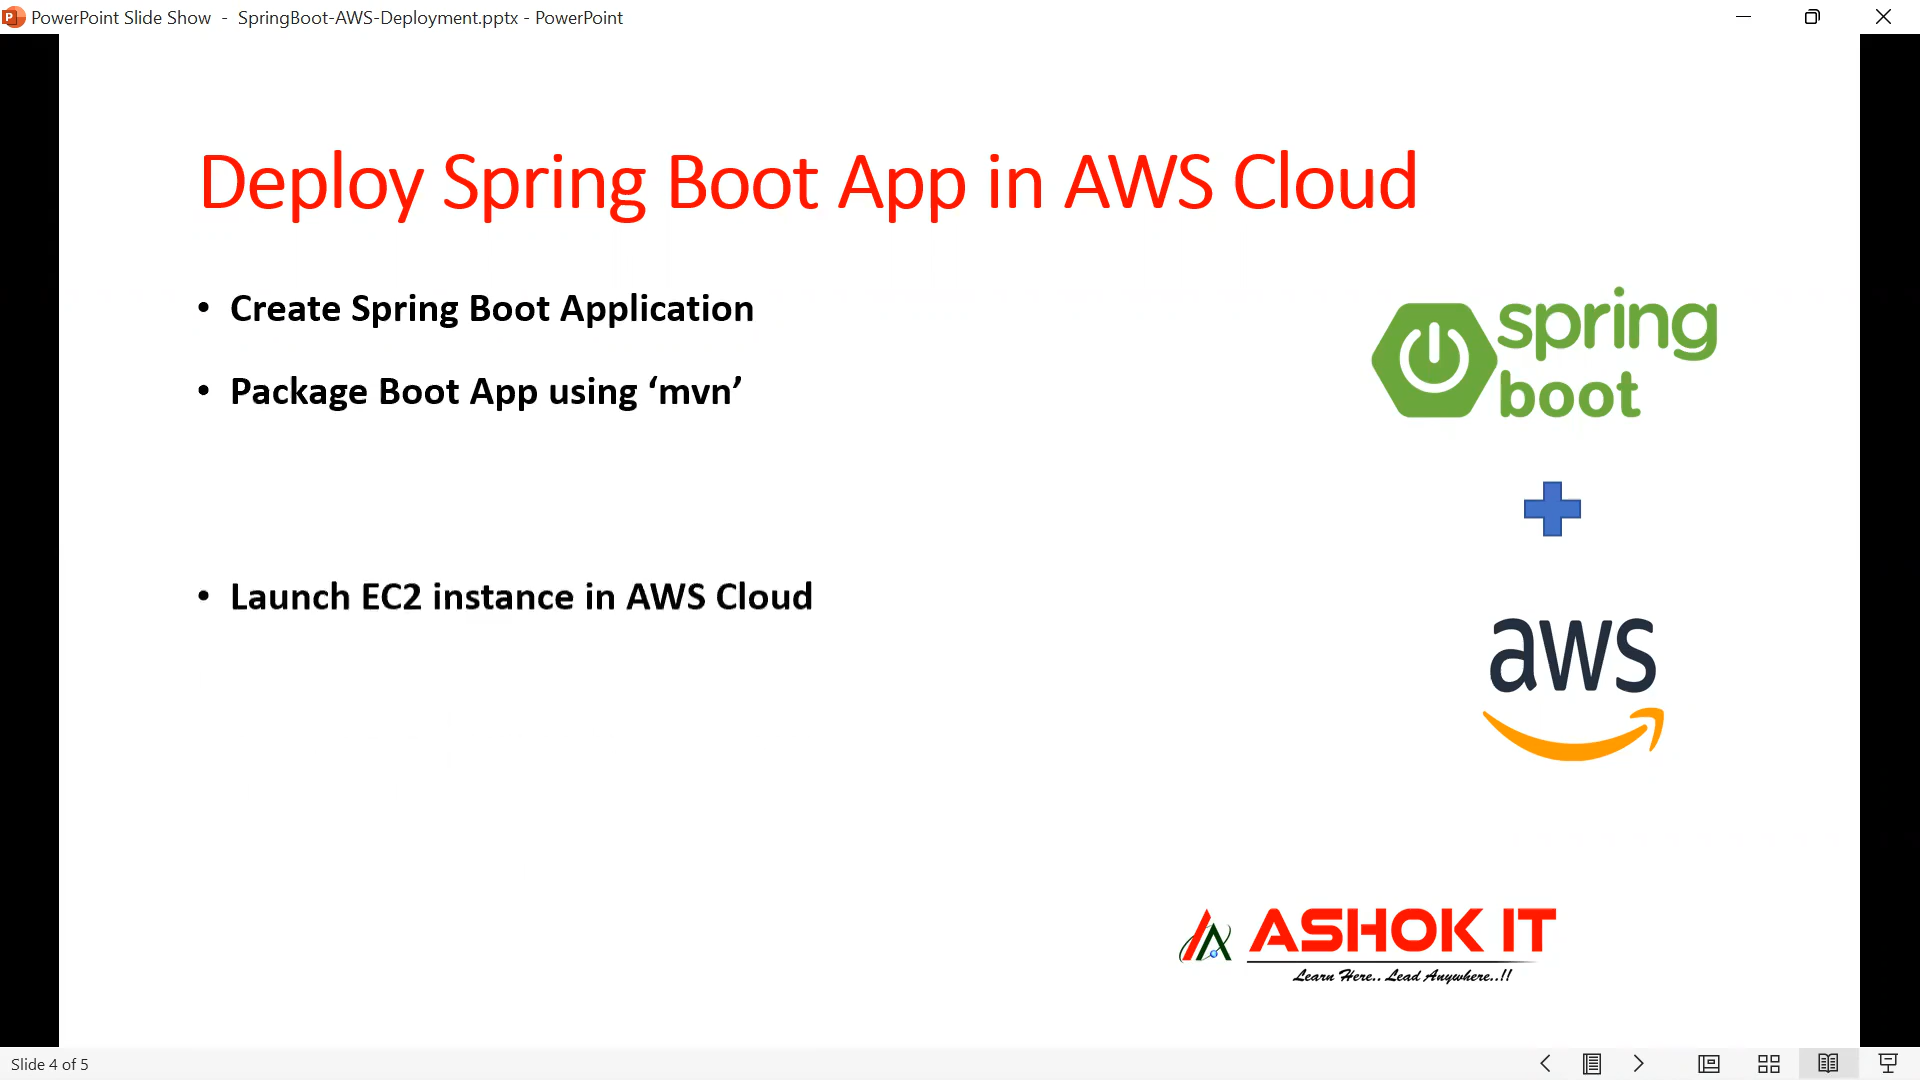 PowerPoint Slide Show - SpringBoot-AWS-Deployment.pptx - PowerPoint
Deploy Spring Boot App in AWS Cloud
• Create Spring Boot Application
• Package Boot App using ‘mvn’
• Launch EC2 instance in AWS Cloud
spring
boot
aws
ASHOK IT
Learn Here.. Lead Anywhere..!!
Slide 4 of 5